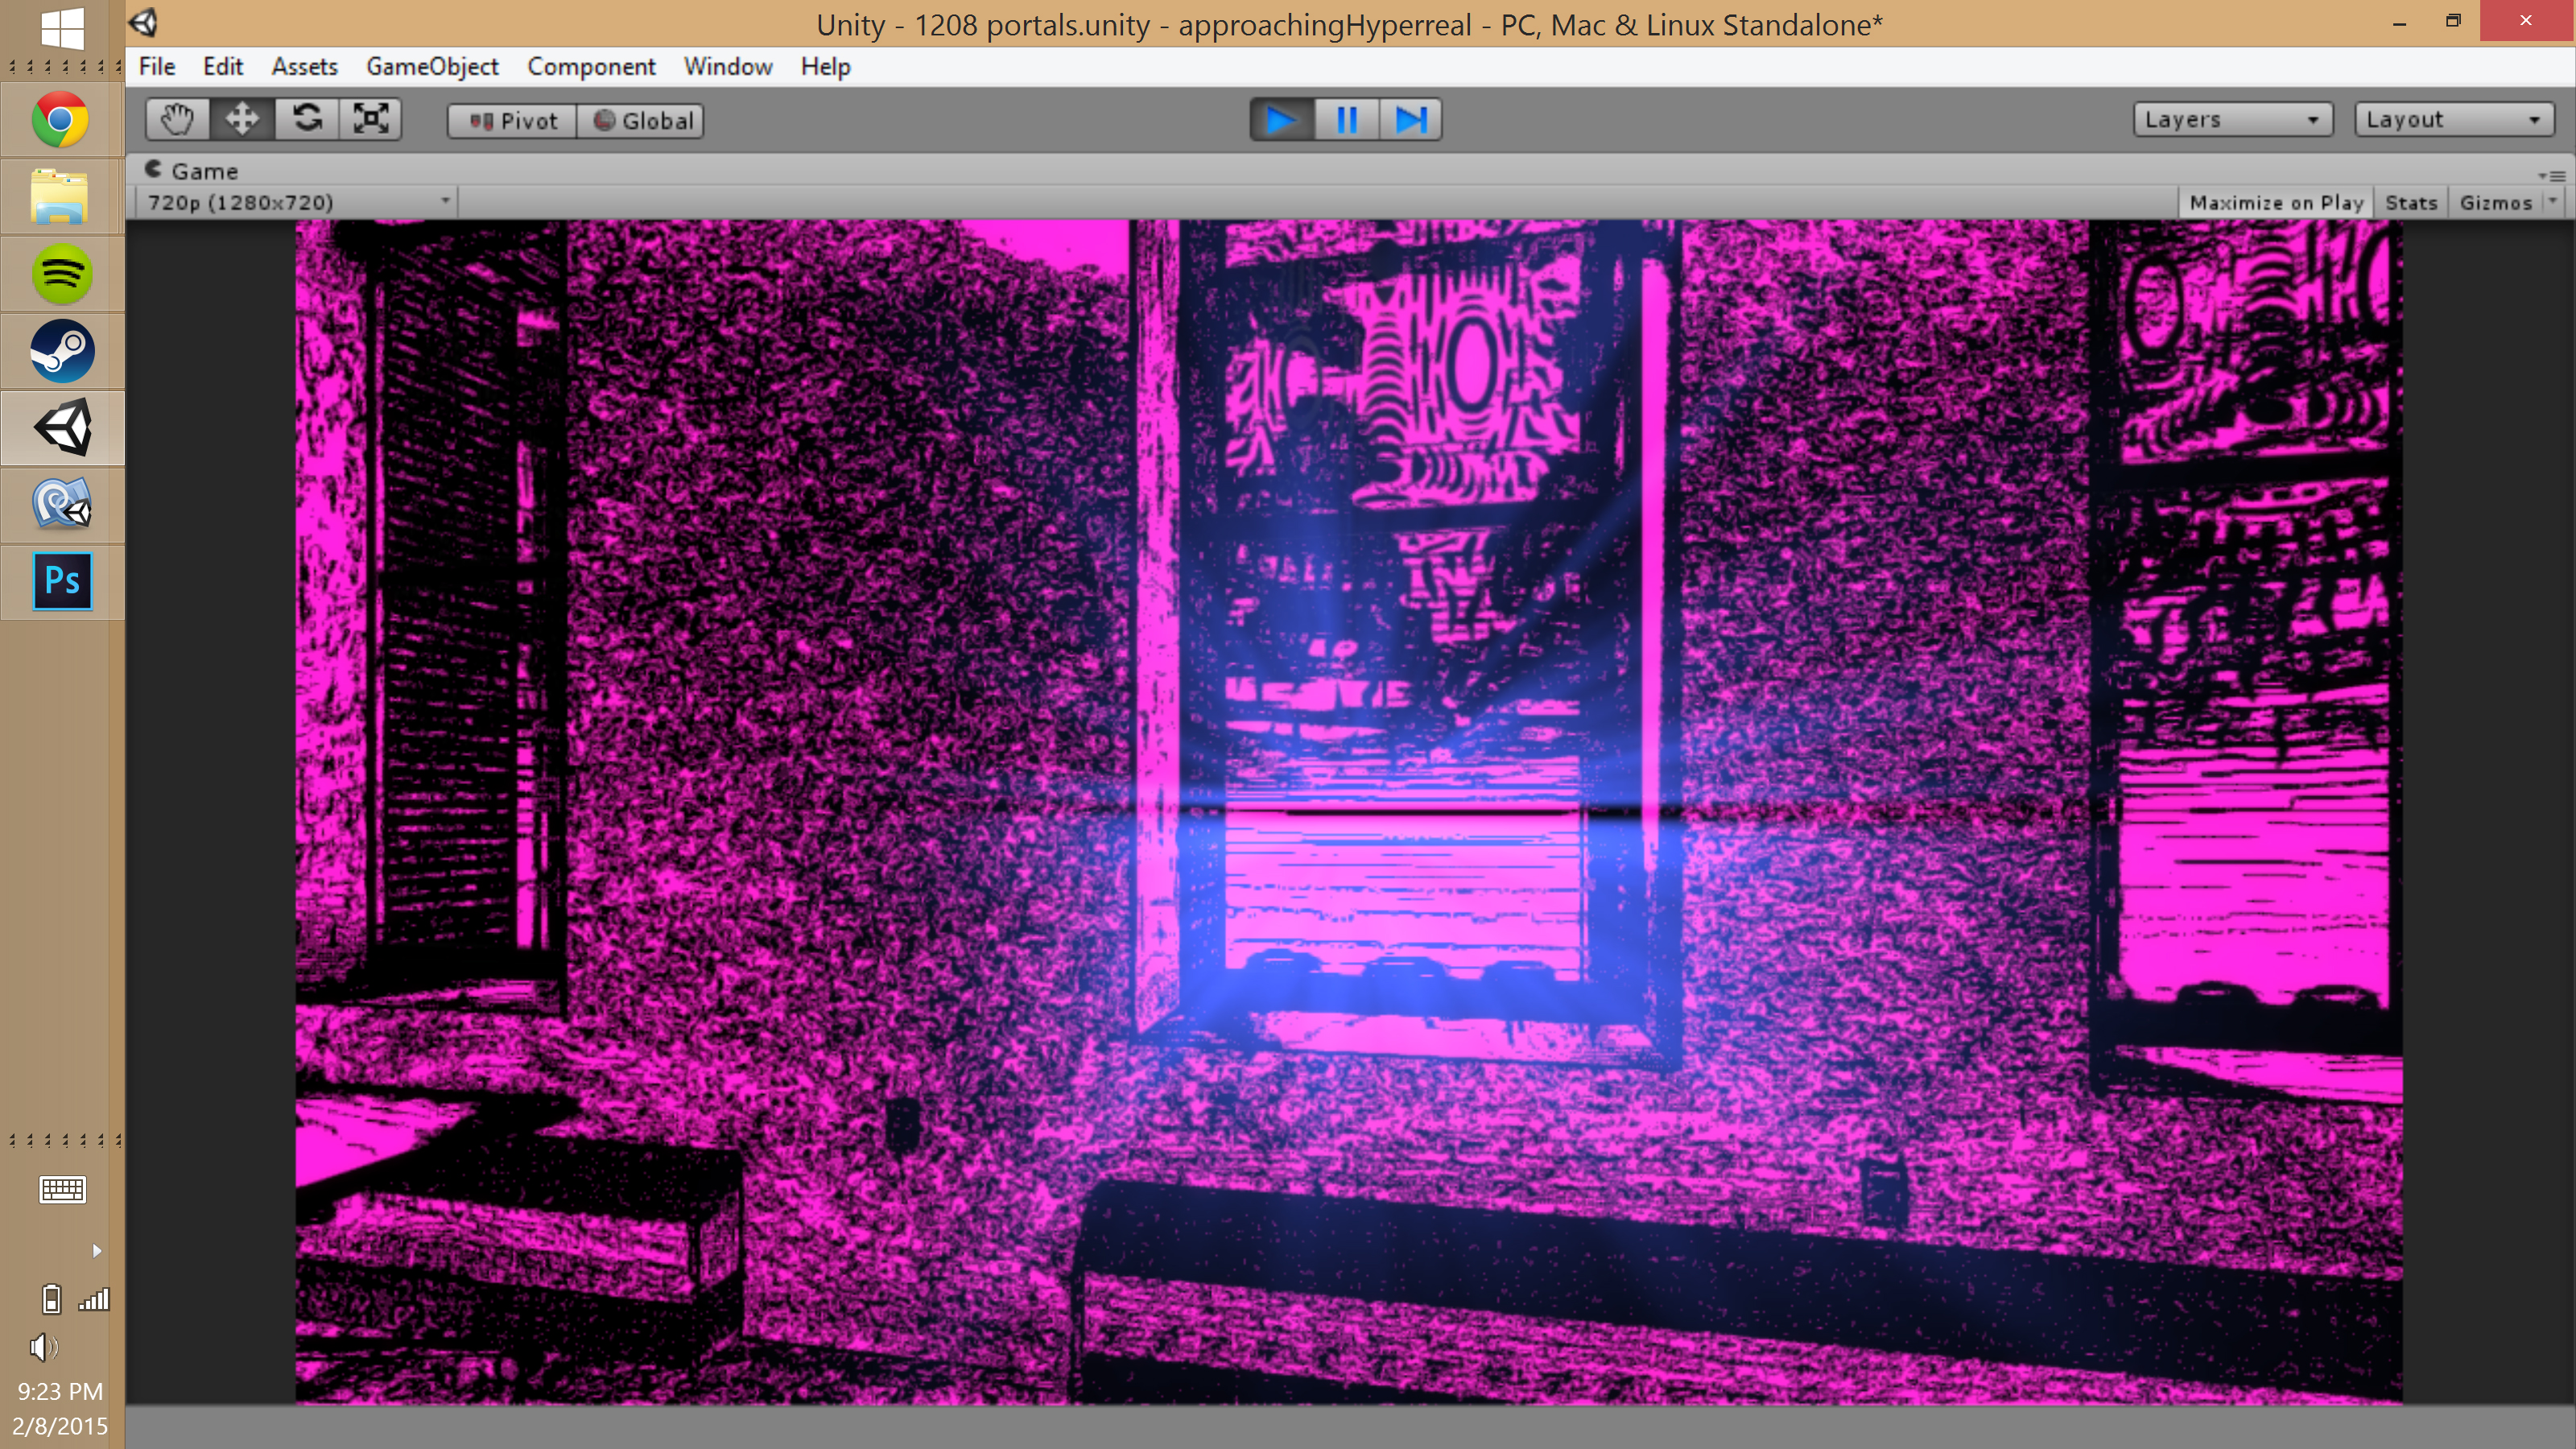 Unity - 1208 portals.unity - approachingHyperreal - PC, Mac & Linux Standalone*
File Edit Assets GameObject Component Window Help
Pivot Global Layers Layout
Game
720p (1280x720) Maximize on Play Stats Gizmos
Ps
9:23 PM
2/8/2015